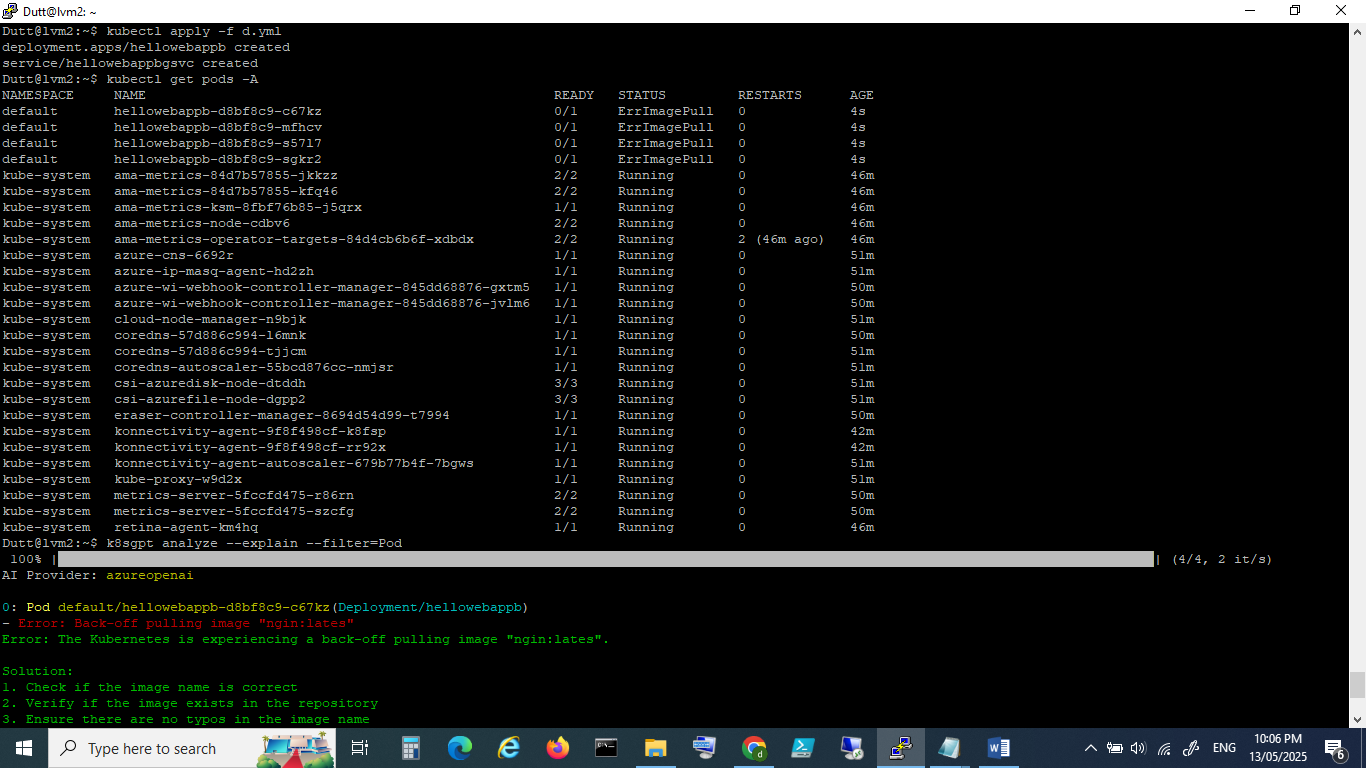 Dutt@lvm2: ~
Dutt@lvm2:~$ kubectl apply -f d.yml
deployment.apps/hellowebappb created
service/hellowebappbgsvc created
Dutt@lvm2:~$ kubectl get pods -A
NAMESPACE NAME READY STATUS RESTARTS AGE
default hellowebappb-d8bf8c9-c67kz 0/1 ErrImagePull 0 4s
default hellowebappb-d8bf8c9-mfhcv 0/1 ErrImagePull 0 4s
default hellowebappb-d8bf8c9-s57l7 0/1 ErrImagePull 0 4s
default hellowebappb-d8bf8c9-sgkr2 0/1 ErrImagePull 0 4s
kube-system ama-metrics-84d7b57855-jkkzz 2/2 Running 0 46m
kube-system ama-metrics-84d7b57855-kfq46 2/2 Running 0 46m
kube-system ama-metrics-ksm-8fbf76b85-j5qrx 1/1 Running 0 46m
kube-system ama-metrics-node-cdbv6 2/2 Running 0 46m
kube-system ama-metrics-operator-targets-84d4cb6b6f-xdbdx 2/2 Running 2 (46m ago) 46m
kube-system azure-cns-6692r 1/1 Running 0 51m
kube-system azure-ip-masq-agent-hd2zh 1/1 Running 0 51m
kube-system azure-wi-webhook-controller-manager-845dd68876-gxtm5 1/1 Running 0 50m
kube-system azure-wi-webhook-controller-manager-845dd68876-jvlm6 1/1 Running 0 50m
kube-system cloud-node-manager-n9bjk 1/1 Running 0 51m
kube-system coredns-57d886c994-l6mnk 1/1 Running 0 50m
kube-system coredns-57d886c994-tjjcm 1/1 Running 0 51m
kube-system coredns-autoscaler-55bcd876cc-nmjsr 1/1 Running 0 51m
kube-system csi-azuredisk-node-dtddh 3/3 Running 0 51m
kube-system csi-azurefile-node-dgpp2 3/3 Running 0 51m
kube-system eraser-controller-manager-8694d54d99-t7994 1/1 Running 0 50m
kube-system konnectivity-agent-9f8f498cf-k8fsp 1/1 Running 0 42m
kube-system konnectivity-agent-9f8f498cf-rr92x 1/1 Running 0 42m
kube-system konnectivity-agent-autoscaler-679b77b4f-7bgws 1/1 Running 0 51m
kube-system kube-proxy-w9d2x 1/1 Running 0 51m
kube-system metrics-server-5fccfd475-r86rn 2/2 Running 0 50m
kube-system metrics-server-5fccfd475-szcfg 2/2 Running 0 50m
kube-system retina-agent-km4hq 1/1 Running 0 46m
Dutt@lvm2:~$ k8sgpt analyze --explain --filter=Pod
100% | | (4/4, 2 it/s)
AI Provider: azureopenai
0: Pod default/hellowebappb-d8bf8c9-c67kz(Deployment/hellowebappb)
- Error: Back-off pulling image "ngin:lates"
Error: The Kubernetes is experiencing a back-off pulling image "ngin:lates".
Solution:
1. Check if the image name is correct
2. Verify if the image exists in the repository
3. Ensure there are no typos in the image name
Type here to search
ENG
10:06 PM
13/05/2025
6